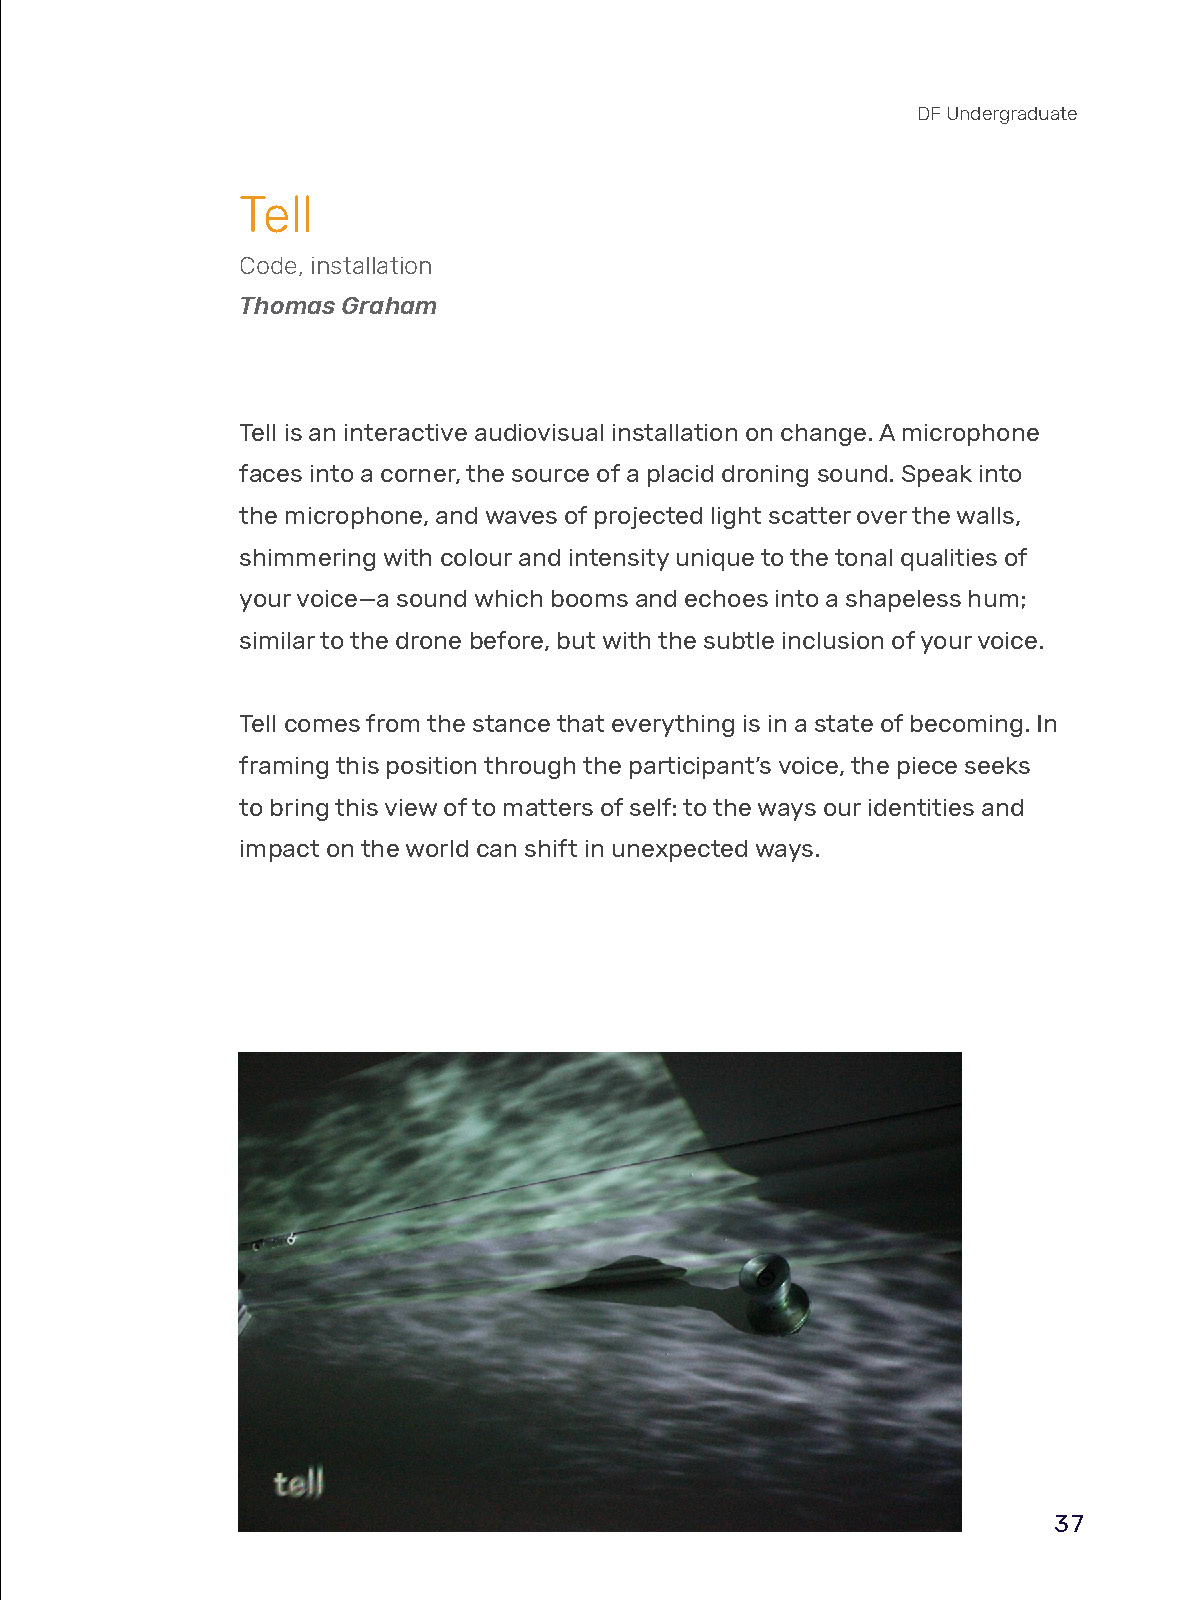 DF Undergraduate
Tell
Code, installation
Thomas Graham
Tell is an interactive audiovisual installation on change. A microphone
faces into a corner, the source of a placid droning sound. Speak into
the microphone, and waves of projected light scatter over the walls,
shimmering with colour and intensity unique to the tonal qualities of
your voice—a sound which booms and echoes into a shapeless hum;
similar to the drone before, but with the subtle inclusion of your voice.
Tell comes from the stance that everything is in a state of becoming. In
framing this position through the participant’s voice, the piece seeks
to bring this view of to matters of self: to the ways our identities and
impact on the world can shift in unexpected ways.
tell
37